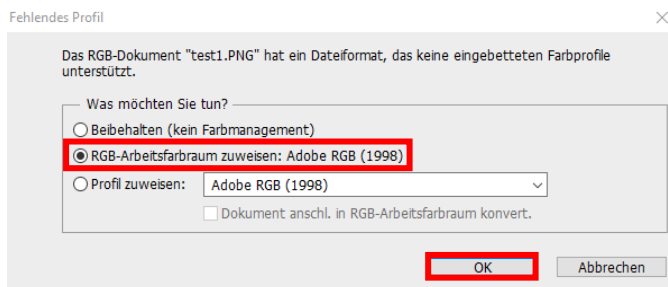 Fehlendes Profil
Das RGB-Dokument "test1.PNG" hat ein Dateiformat, das keine eingebetteten Farbprofile
unterstützt.
Was möchten Sie tun?
Beibehalten (kein Farbmanagement)
RGB-Arbeitsfarbraum zuweisen: Adobe RGB (1998)
Profil zuweisen: Adobe RGB (1998)
Dokument anschl. in RGB-Arbeitsfarbraum konvert.
OK Abbrechen